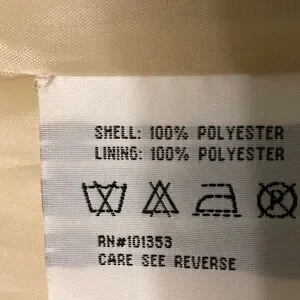 SHELL: 100% POLYESTER
LINING: 100% POLYESTER
RN#101353
CARE SEE REVERSE